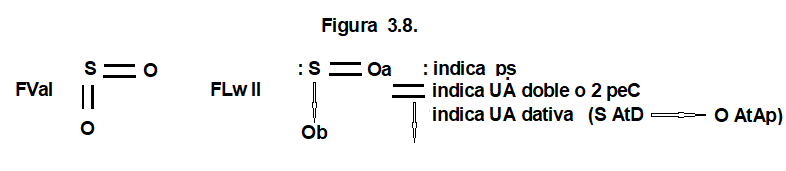 Figura 3.8.
FVal S O
O
FLw II : S Oa
Ob
: indica ps
indica UA doble o 2 peC
indica UA dativa (S AtD O AtAp)